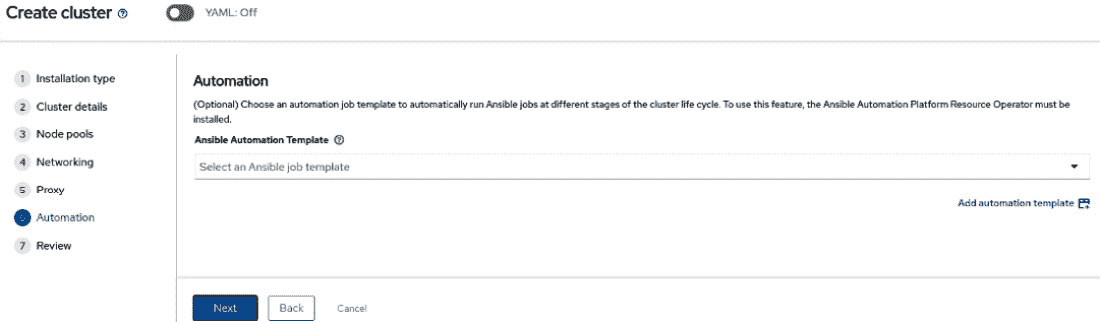 Create cluster
YAML: Off
1 Installation type
2 Cluster details
3 Node pools
4 Networking
5 Proxy
6 Automation
7 Review
Automation
(Optional) Choose an automation job template to automatically run Ansible jobs at different stages of the cluster life cycle. To use this feature, the Ansible Automation Platform Resource Operator must be
installed.
Ansible Automation Template
Select an Ansible job template
Add automation template
Next
Back
Cancel